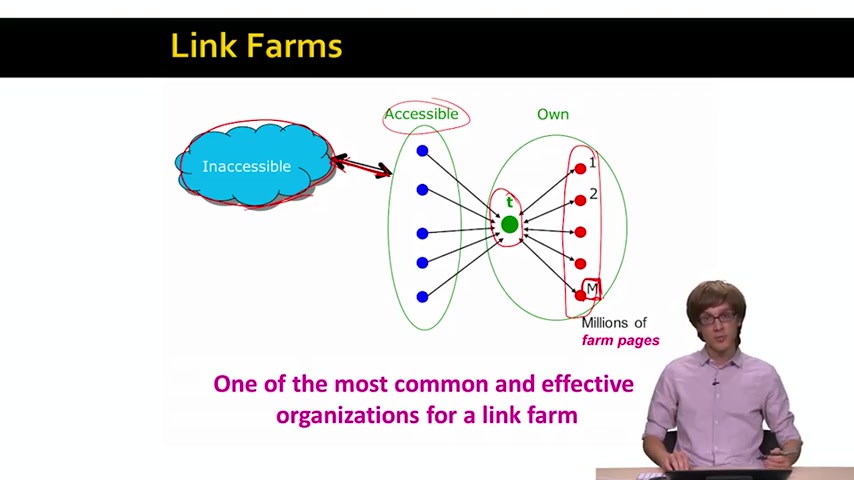 Link Farms
Accessible
Own
Inaccessible
t
1
2
M
Millions of
farm pages
One of the most common and effective
organizations for a link farm